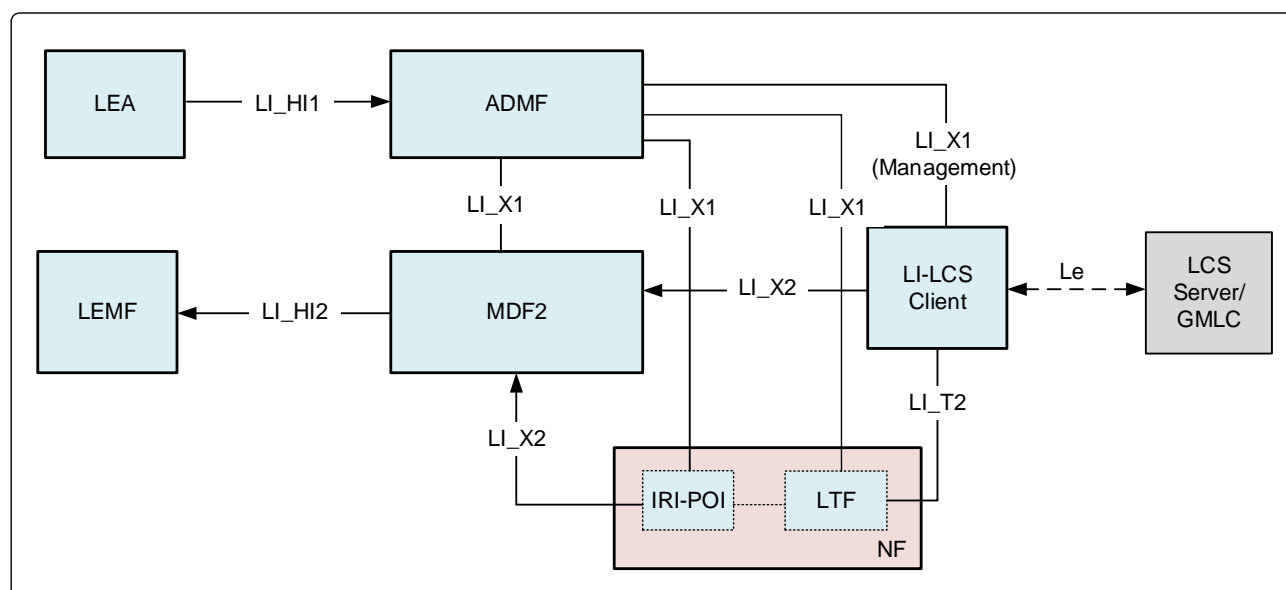 LEA
LI_HI1
ADMF
LI_X1
(Management)
LI_X1
LI_X1
LI_X1
LEMF
LI_HI2
MDF2
LI_X2
LI-LCS
Client
Le
LCS
Server/
GMLC
LI_T2
LI_X2
IRI-POI
LTF
NF